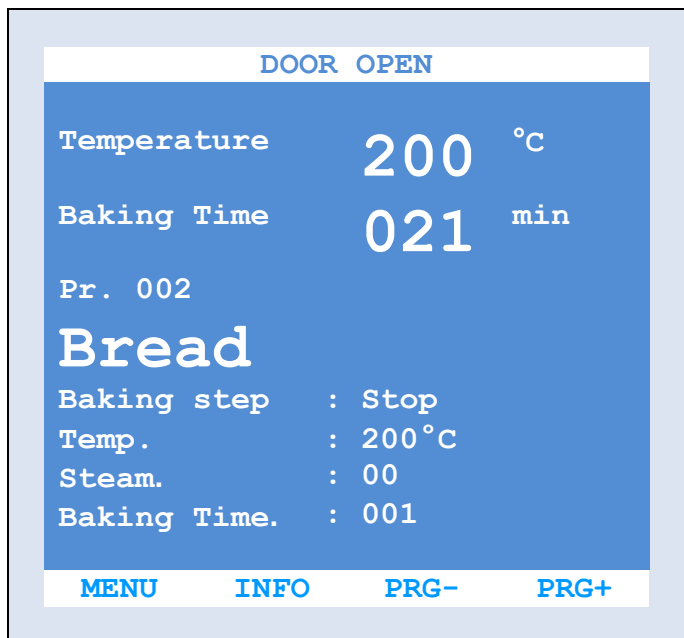 DOOR OPEN
Temperature 200 °C
Baking Time 021 min
Pr. 002
Bread
Baking step : Stop
Temp. : 200°C
Steam. : 00
Baking Time. : 001
MENU INFO PRG- PRG+